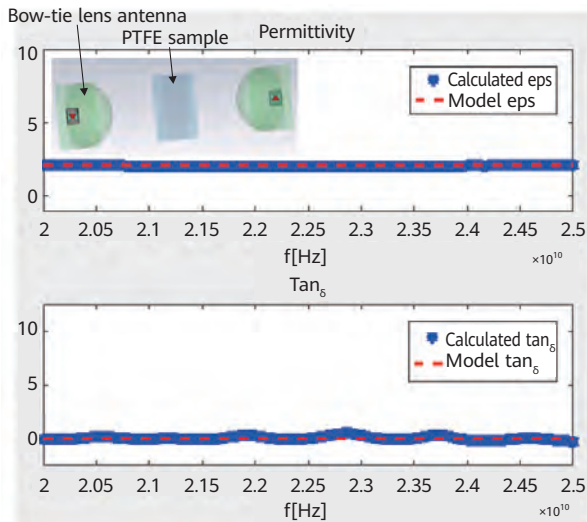 Bow-tie lens antenna
PTFE sample
Permittivity
10
5
0
Calculated eps
Model eps
2 2.05 2.1 2.15 2.2 2.25 2.3 2.35 2.4 2.45 2.5
f[Hz]
×10¹⁰
Tanδ
10
5
0
Calculated tanδ
Model tanδ
2 2.05 2.1 2.15 2.2 2.25 2.3 2.35 2.4 2.45 2.5
f[Hz]
×10¹⁰